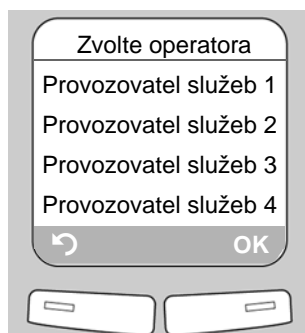 Zvolte operatora
Provozovatel služeb 1
Provozovatel služeb 2
Provozovatel služeb 3
Provozovatel služeb 4
OK